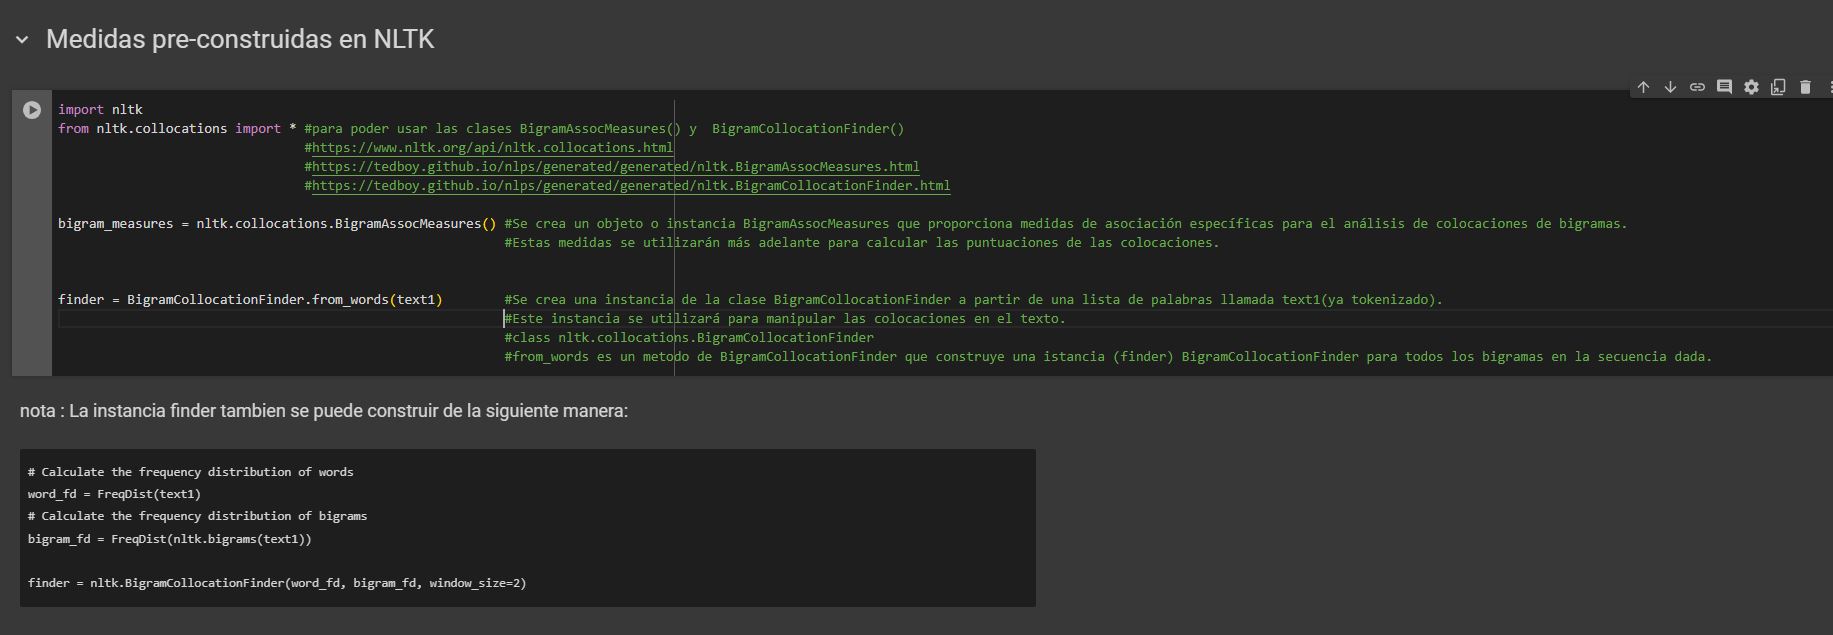 Medidas pre-construidas en NLTK
import nltk
from nltk.collocations import * #para poder usar las clases BigramAssocMeasures() y  BigramCollocationFinder()
#https://www.nltk.org/api/nltk.collocations.html
#https://tedboy.github.io/nlps/generated/generated/nltk.BigramAssocMeasures.html
#https://tedboy.github.io/nlps/generated/generated/nltk.BigramCollocationFinder.html
bigram_measures = nltk.collocations.BigramAssocMeasures() #Se crea un objeto o instancia BigramAssocMeasures que proporciona medidas de asociación específicas para el análisis de colocaciones de bigramas.
#Estas medidas se utilizarán más adelante para calcular las puntuaciones de las colocaciones.
finder = BigramCollocationFinder.from_words(text1) #Se crea una instancia de la clase BigramCollocationFinder a partir de una lista de palabras llamada text1(ya tokenizado).
#Este instancia se utilizará para manipular las colocaciones en el texto.
#class nltk.collocations.BigramCollocationFinder
#from_words es un metodo de BigramCollocationFinder que construye una istancia (finder) BigramCollocationFinder para todos los bigramas en la secuencia dada.
nota : La instancia finder tambien se puede construir de la siguiente manera:
# Calculate the frequency distribution of words
word_fd = FreqDist(text1)
# Calculate the frequency distribution of bigrams
bigram_fd = FreqDist(nltk.bigrams(text1))
finder = nltk.BigramCollocationFinder(word_fd, bigram_fd, window_size=2)